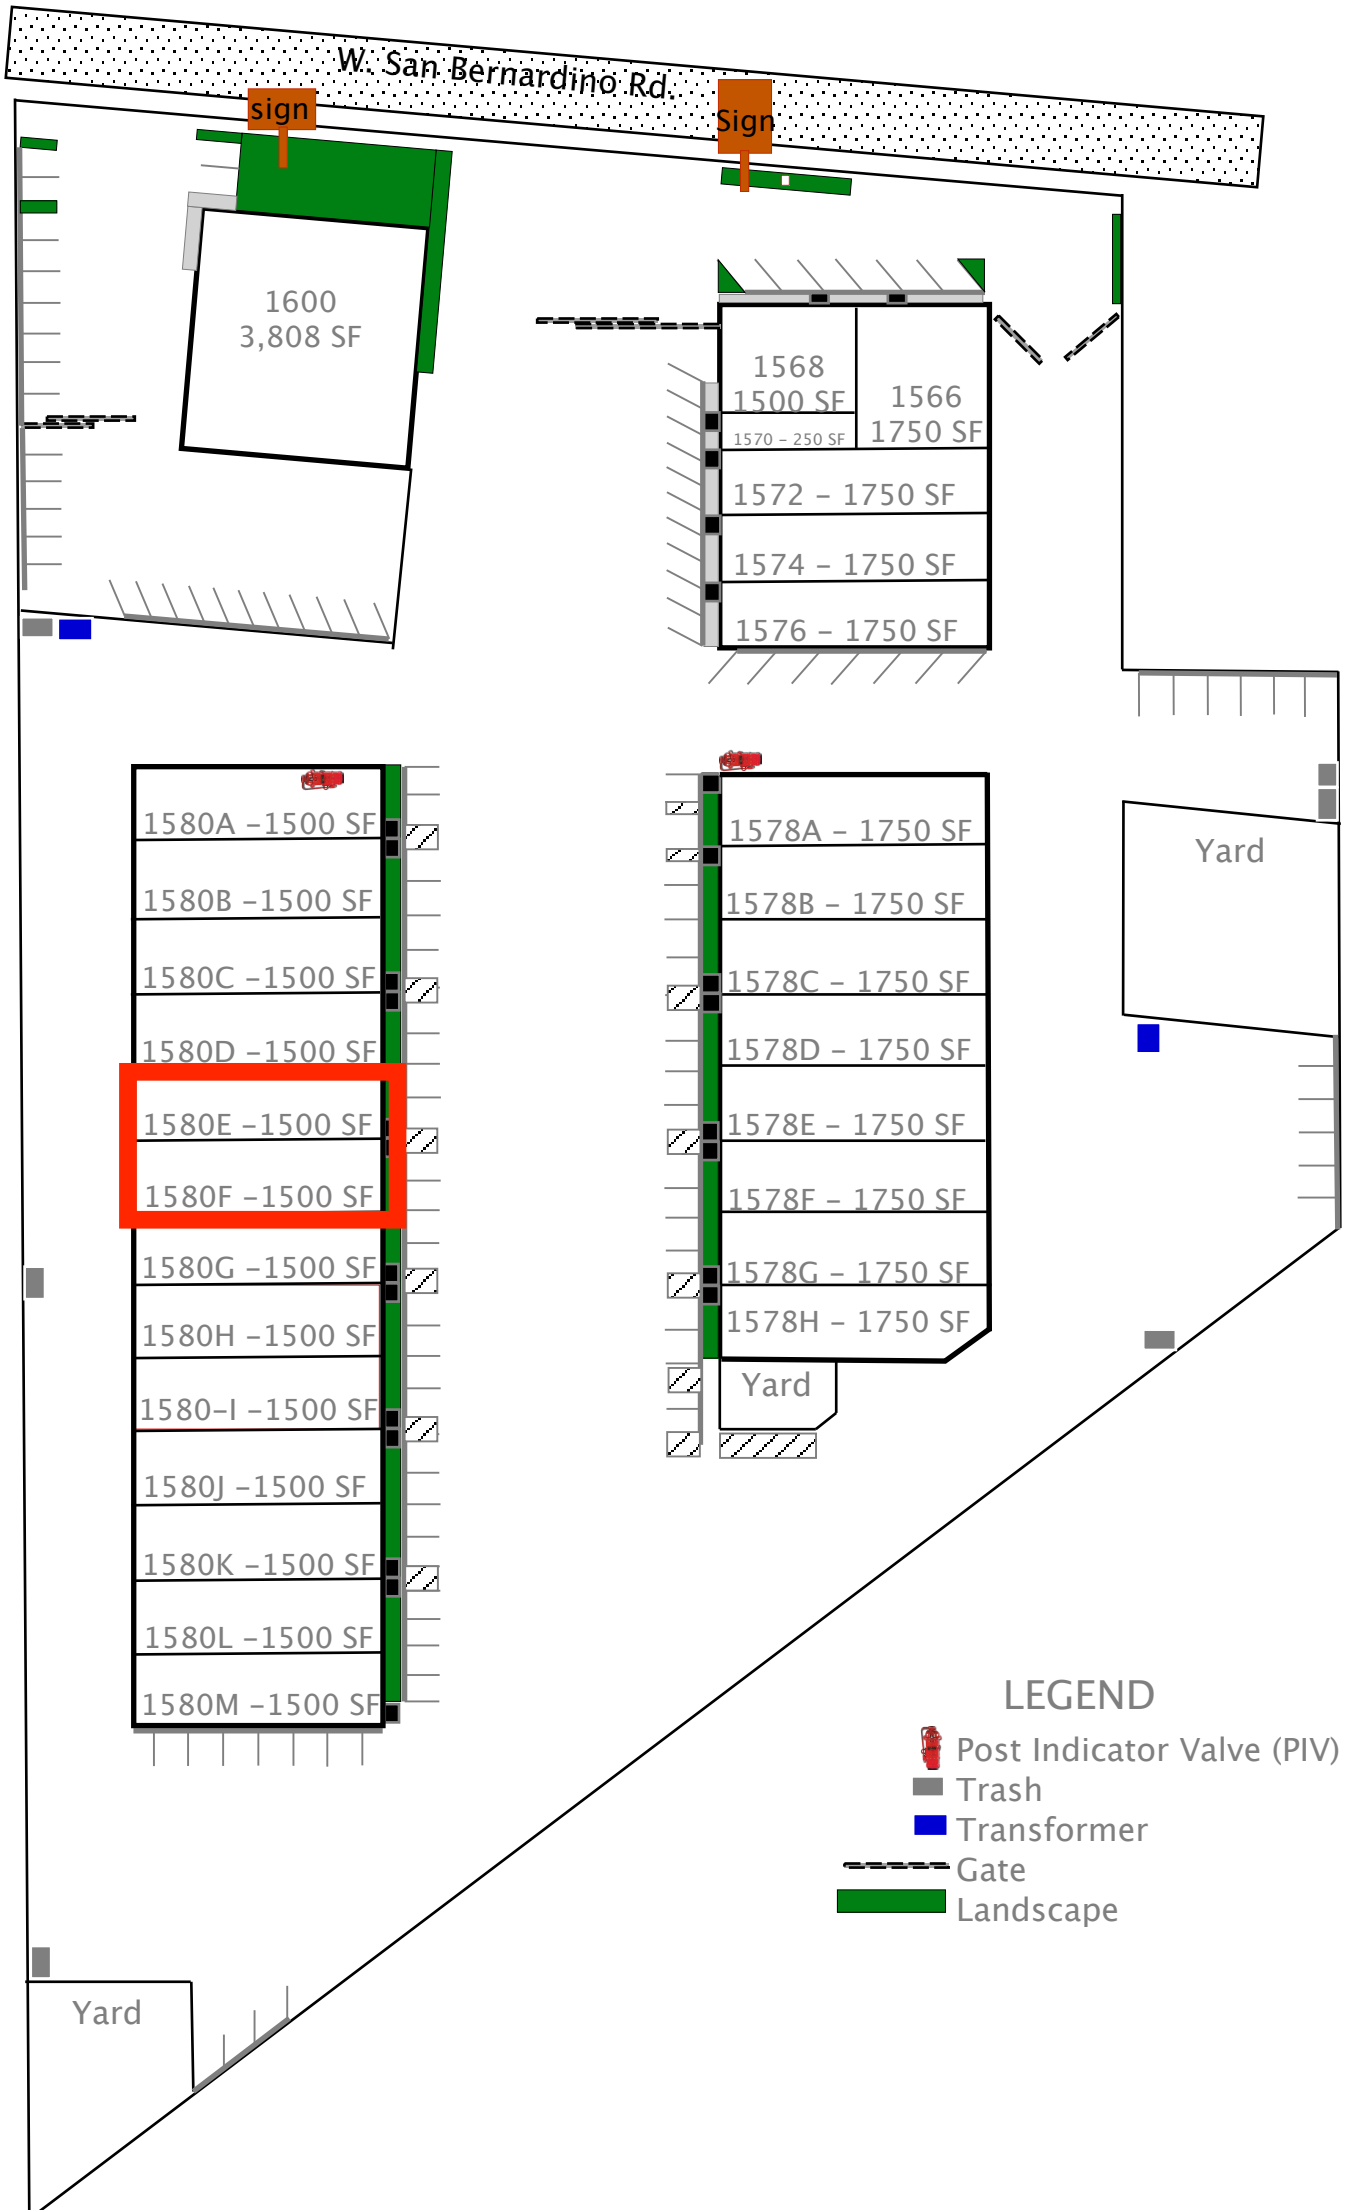 W. San Bernardino Rd.
sign
Sign
1600
3,808 SF
1568
1500 SF
1566
1750 SF
1570 – 250 SF
1572 – 1750 SF
1574 – 1750 SF
1576 – 1750 SF
1580A –1500 SF
1580B –1500 SF
1580C –1500 SF
1580D –1500 SF
1580E –1500 SF
1580F –1500 SF
1580G –1500 SF
1580H –1500 SF
1580–I –1500 SF
1580J –1500 SF
1580K –1500 SF
1580L –1500 SF
1580M –1500 SF
1578A – 1750 SF
1578B – 1750 SF
1578C – 1750 SF
1578D – 1750 SF
1578E – 1750 SF
1578F – 1750 SF
1578G – 1750 SF
1578H – 1750 SF
Yard
Yard
Yard
LEGEND
Post Indicator Valve (PIV)
Trash
Transformer
Gate
Landscape